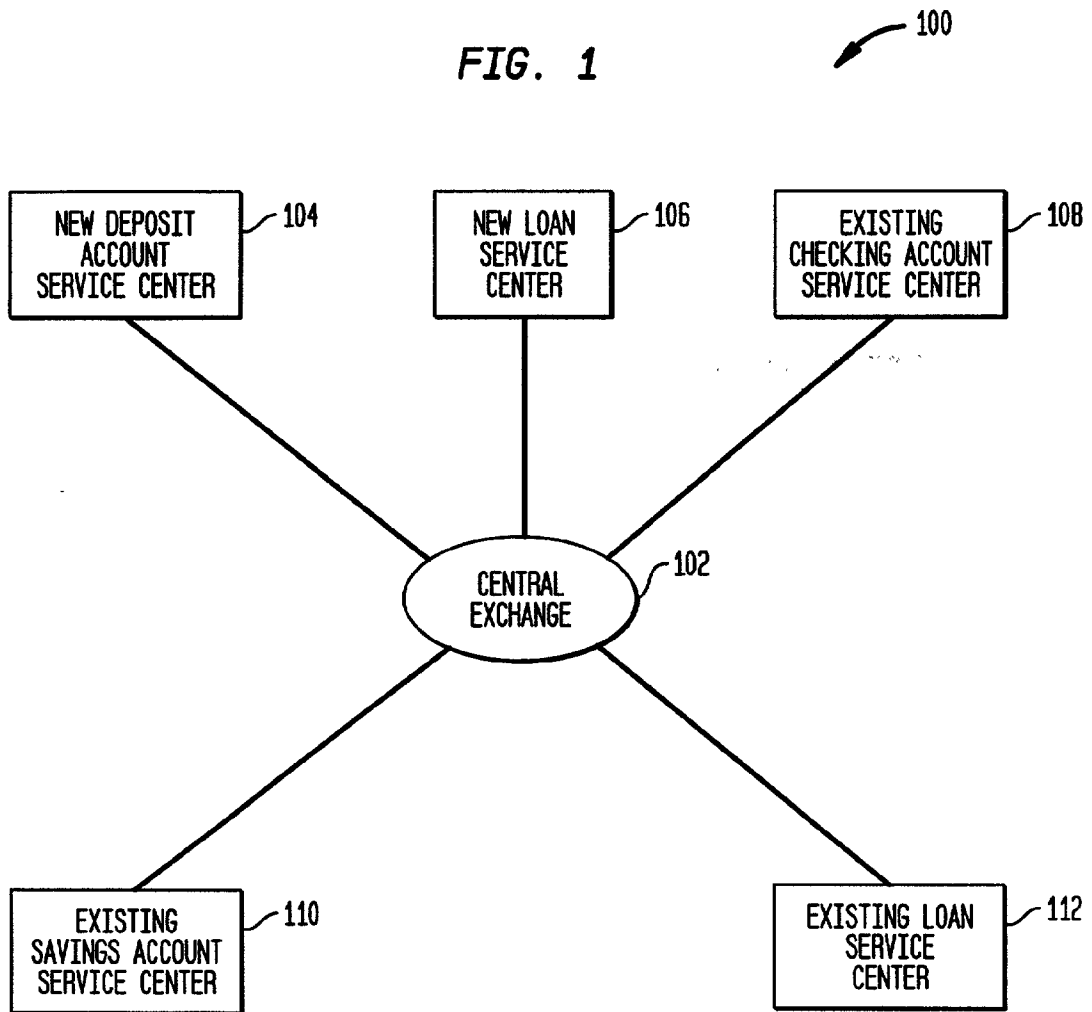 FIG. 1
100
NEW DEPOSIT
ACCOUNT
SERVICE CENTER
104
NEW LOAN
SERVICE
CENTER
106
EXISTING
CHECKING ACCOUNT
SERVICE CENTER
108
CENTRAL
EXCHANGE
102
EXISTING
SAVINGS ACCOUNT
SERVICE CENTER
110
EXISTING LOAN
SERVICE
CENTER
112